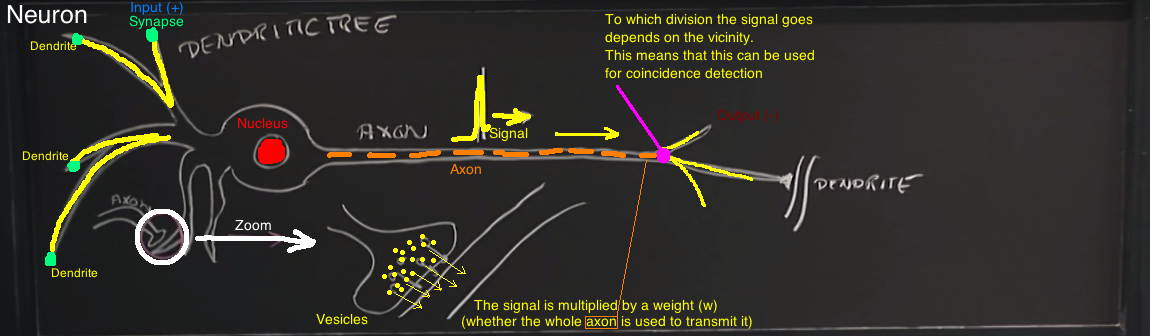 Neuron
Input (+)
Synapse
DENDRITIC TREE
Dendrite
To which division the signal goes
depends on the vicinity.
This means that this can be used
for coincidence detection
Nucleus
AXON
Signal
Axon
Dendrite
DENDRITE
AXON
Zoom
Dendrite
Vesicles
The signal is multiplied by a weight (w)
(whether the whole axon is used to transmit it)